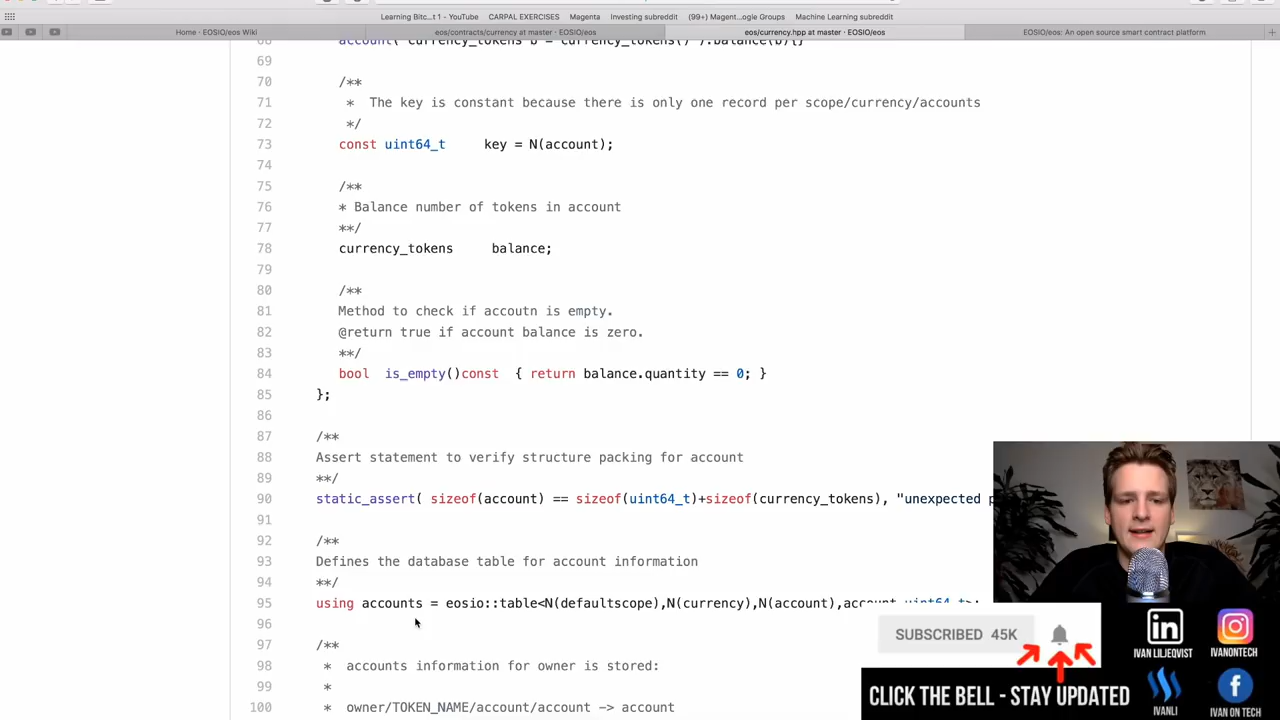 Learning Bitc...t 1 - YouTube CARPAL EXERCISES Magenta Investing subreddit (99+) Magent...ogle Groups Machine Learning subreddit
Home · EOSIO/eos Wiki eos/contracts/currency at master · EOSIO/eos eos/currency.hpp at master · EOSIO/eos EOSIO/eos: An open source smart contract platform
68 account( currency_tokens b = currency_tokens() ):balance(b){}
69
70 /**
71 * The key is constant because there is only one record per scope/currency/accounts
72 */
73 const uint64_t key = N(account);
74
75 /**
76 * Balance number of tokens in account
77 **/
78 currency_tokens balance;
79
80 /**
81 Method to check if accoutn is empty.
82 @return true if account balance is zero.
83 **/
84 bool is_empty()const { return balance.quantity == 0; }
85 };
86
87 /**
88 Assert statement to verify structure packing for account
89 **/
90 static_assert( sizeof(account) == sizeof(uint64_t)+sizeof(currency_tokens), "unexpected p
91
92 /**
93 Defines the database table for account information
94 **/
95 using accounts = eosio::table<N(defaultscope),N(currency),N(account),account,uint64_t>;
96
97 /**
98 * accounts information for owner is stored:
99 *
100 * owner/TOKEN_NAME/account/account -> account
SUBSCRIBED 45K
CLICK THE BELL - STAY UPDATED
in
IVAN LILJEQVIST
IVANONTECH
IVANLI
f
IVAN ON TECH